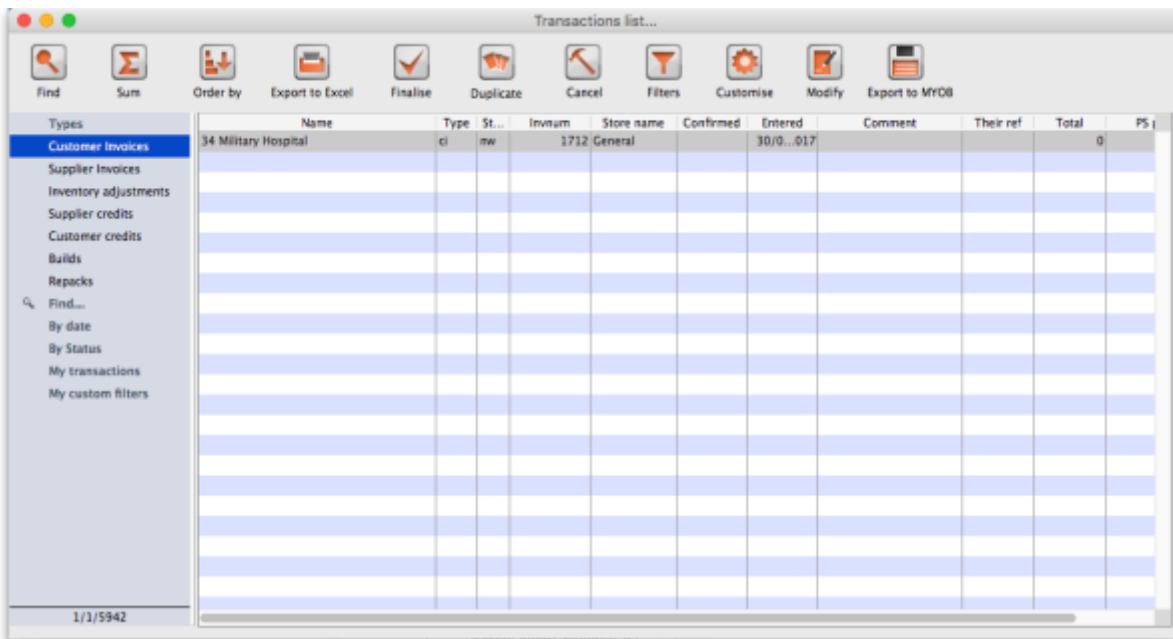 Transactions list...
Find Sum Order by Export to Excel Finalise Duplicate Cancel Filters Customise Modify Export to MYOB
Types Name Type St... Invnum Store name Confirmed Entered Comment Their ref Total PS
Customer Invoices 34 Military Hospital ci nw 1712 General 30/0...017 0
Supplier Invoices
Inventory adjustments
Supplier credits
Customer credits
Builds
Repacks
Find...
By date
By Status
My transactions
My custom filters
1/1/5942